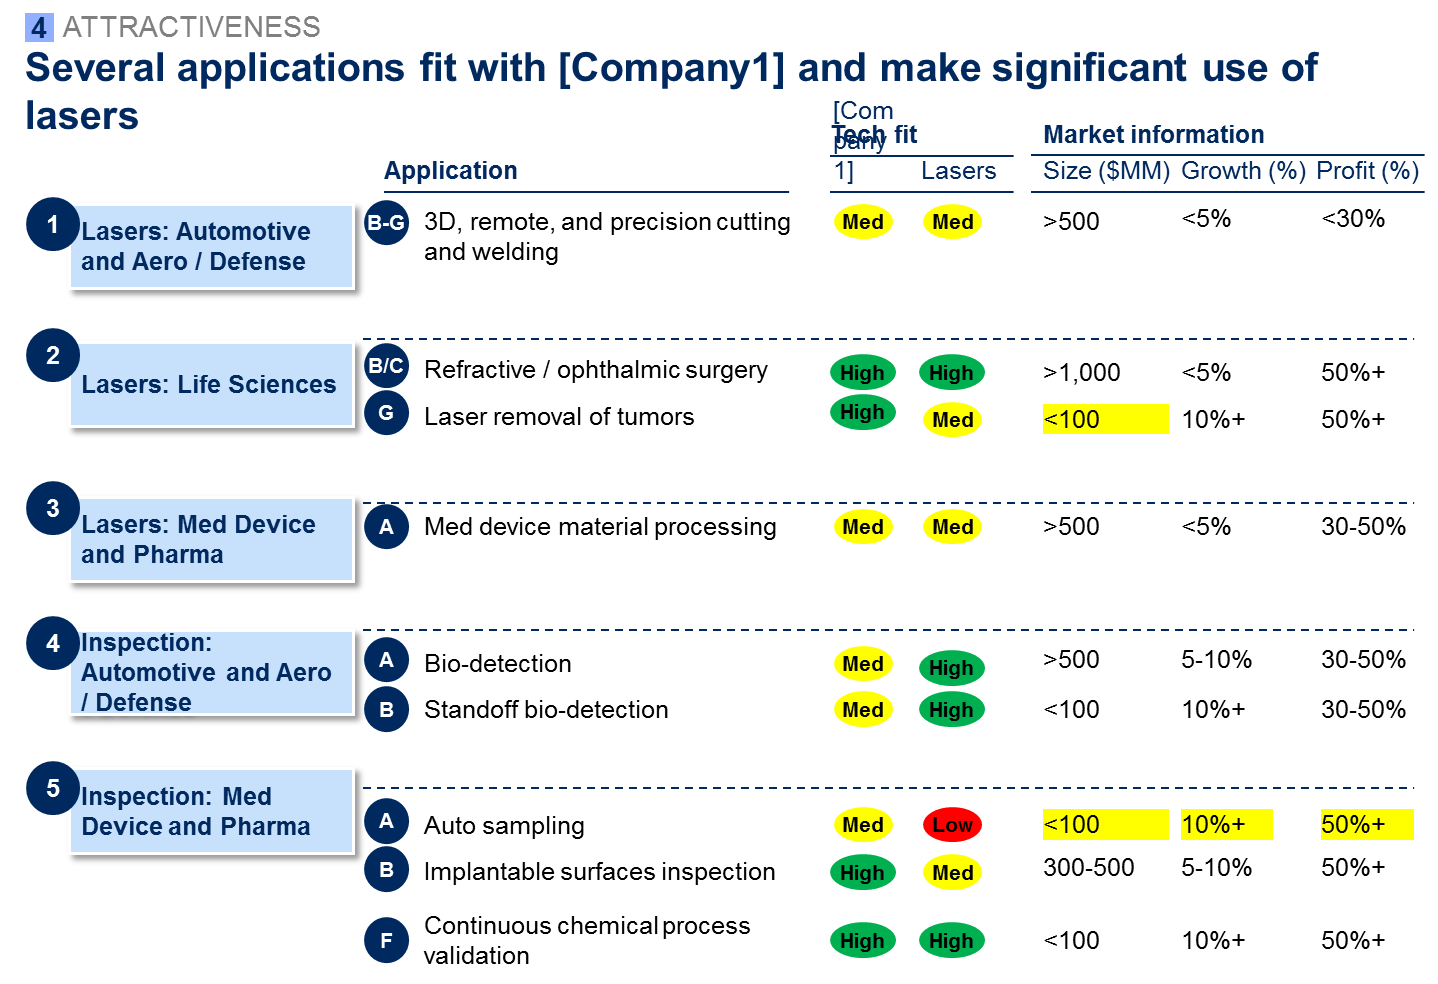 4 ATTRACTIVENESS
Several applications fit with [Company1] and make significant use of
lasers
Tech fit
Market information
Application
[Com
pany
1]
Lasers
Size ($MM) Growth (%) Profit (%)
1
Lasers: Automotive
and Aero / Defense
B-G 3D, remote, and precision cutting
and welding
Med Med >500 <5% <30%
2
Lasers: Life Sciences
B/C Refractive / ophthalmic surgery High High >1,000 <5% 50%+
G Laser removal of tumors High Med <100 10%+ 50%+
3
Lasers: Med Device
and Pharma
A Med device material processing Med Med >500 <5% 30-50%
4
Inspection:
Automotive and Aero
/ Defense
A Bio-detection Med High >500 5-10% 30-50%
B Standoff bio-detection Med High <100 10%+ 30-50%
5
Inspection: Med
Device and Pharma
A Auto sampling Med Low <100 10%+ 50%+
B Implantable surfaces inspection High Med 300-500 5-10% 50%+
F Continuous chemical process
validation
High High <100 10%+ 50%+